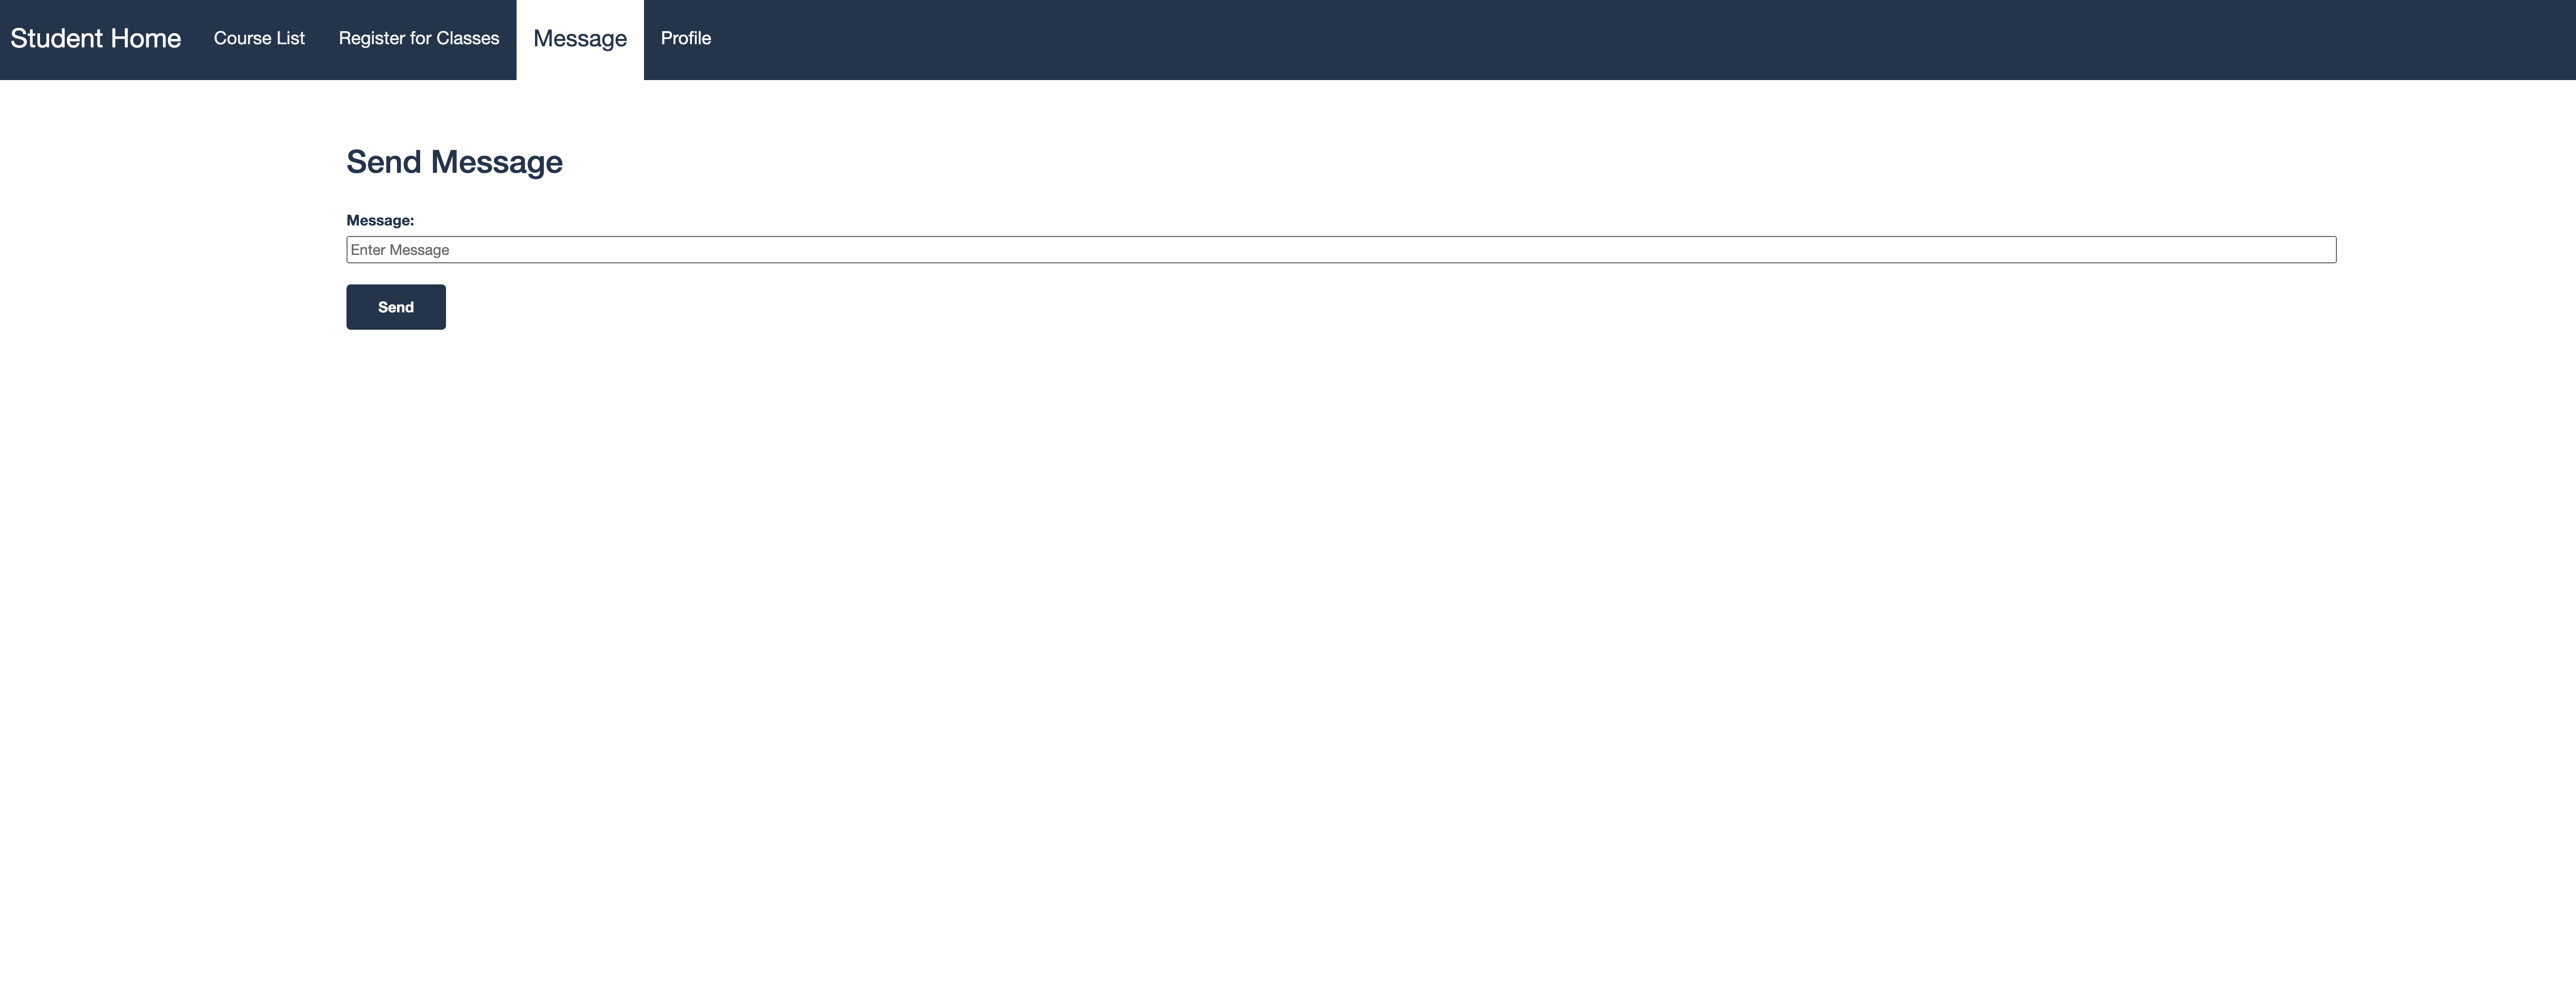 Student Home Course List Register for Classes Message Profile
Send Message
Message:
Enter Message
Send